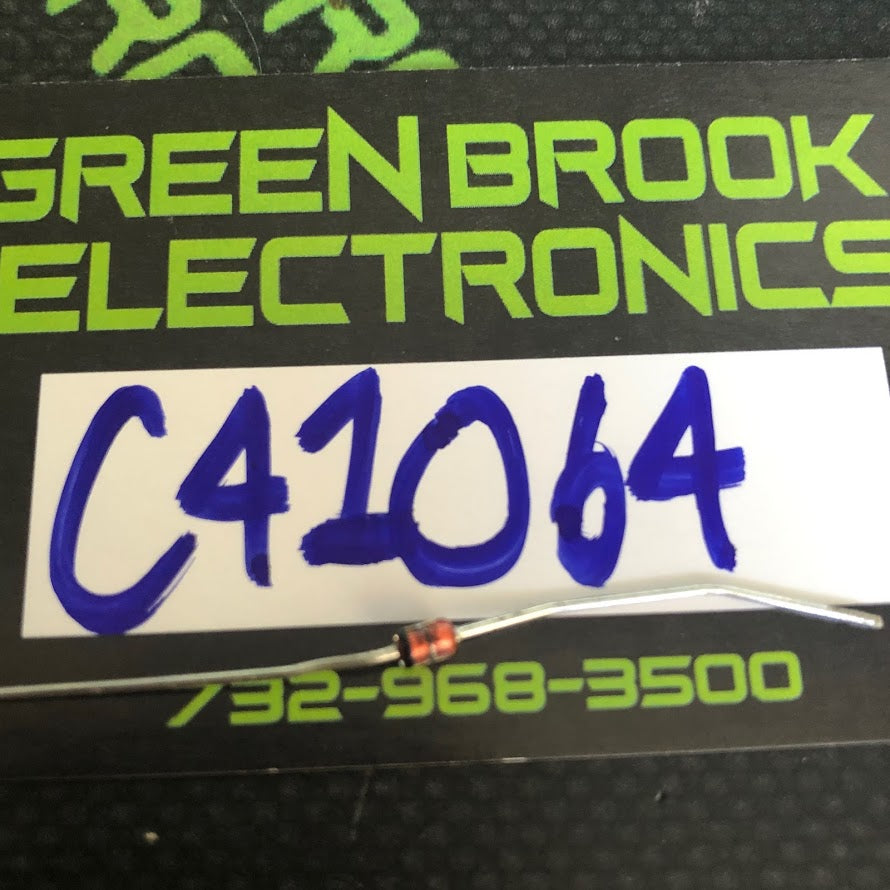 GREEN BROOK
ELECTRONICS
C41064
732-968-3500